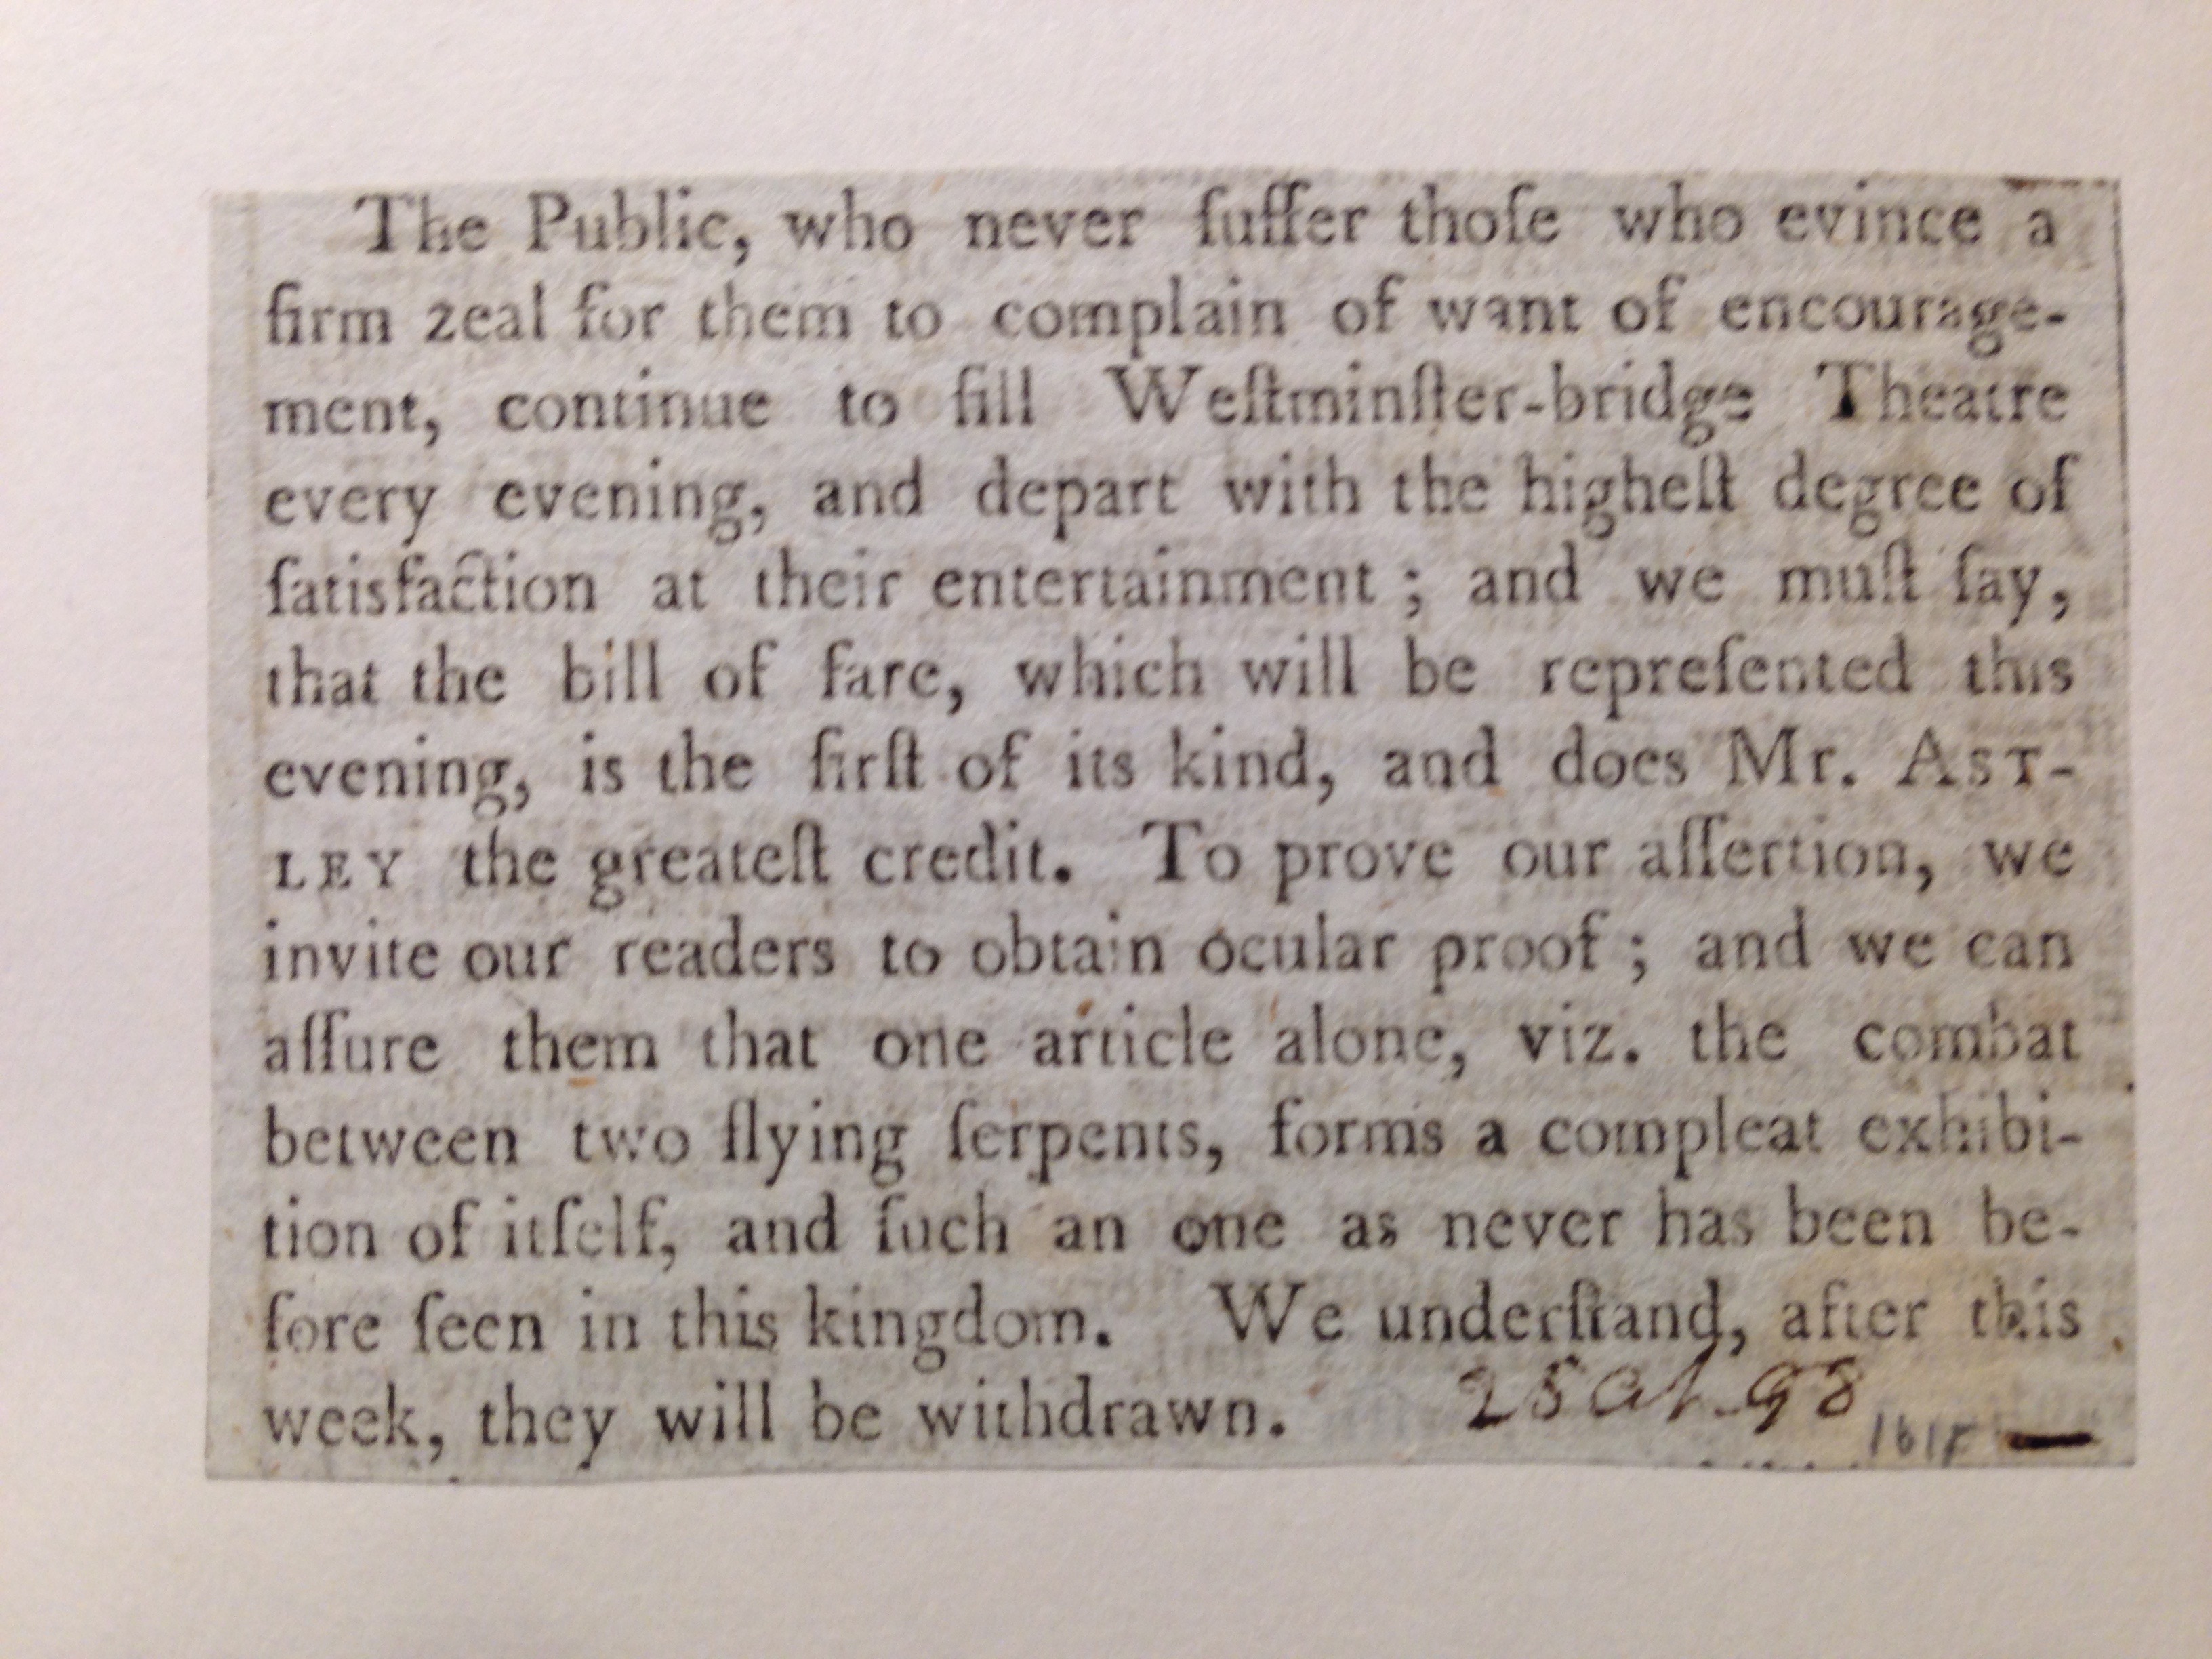 The Public, who never ſuffer thoſe who evince a
firm zeal for them to complain of want of encourage-
ment, continue to fill Weſtminſter-bridge Theatre
every evening, and depart with the higheſt degree of
ſatisfaction at their entertainment ; and we muſt ſay,
that the bill of fare, which will be repreſented this
evening, is the firſt of its kind, and does Mr. AST-
LEY the greateſt credit. To prove our aſſertion, we
invite our readers to obtain ocular proof ; and we can
aſſure them that one article alone, viz. the combat
between two flying ſerpents, forms a compleat exhibi-
tion of itſelf, and ſuch an one as never has been be-
fore ſeen in this kingdom. We underſtand, after this
week, they will be withdrawn. 98